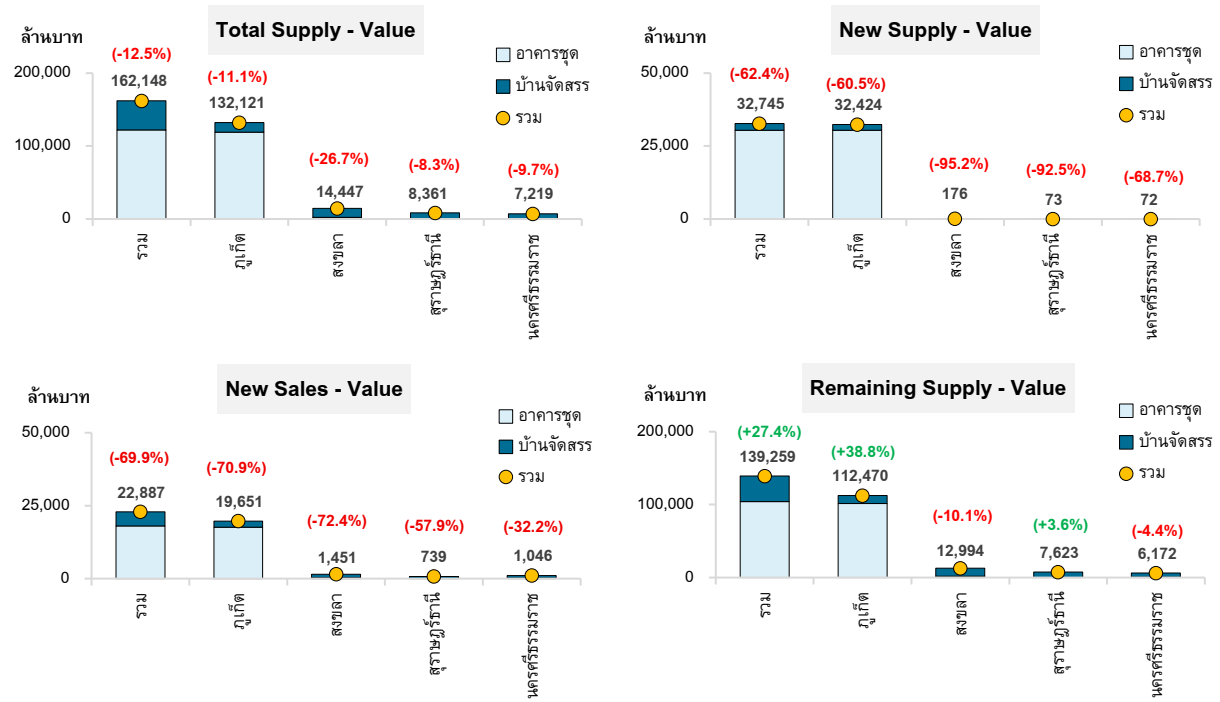 Total Supply - Value
ล้านบาท
อาคารชุด
บ้านจัดสรร
รวม
200,000
100,000
0
(-12.5%)
162,148
(-11.1%)
132,121
(-26.7%)
14,447
(-8.3%)
8,361
(-9.7%)
7,219
รวม
ภูเก็ต
สงขลา
สุราษฎร์ธานี
นครศรีธรรมราช
New Supply - Value
ล้านบาท
อาคารชุด
บ้านจัดสรร
รวม
50,000
25,000
0
(-62.4%)
32,745
(-60.5%)
32,424
(-95.2%)
176
(-92.5%)
73
(-68.7%)
72
รวม
ภูเก็ต
สงขลา
สุราษฎร์ธานี
นครศรีธรรมราช
New Sales - Value
ล้านบาท
อาคารชุด
บ้านจัดสรร
รวม
50,000
25,000
0
(-69.9%)
22,887
(-70.9%)
19,651
(-72.4%)
1,451
(-57.9%)
739
(-32.2%)
1,046
รวม
ภูเก็ต
สงขลา
สุราษฎร์ธานี
นครศรีธรรมราช
Remaining Supply - Value
ล้านบาท
อาคารชุด
บ้านจัดสรร
รวม
200,000
100,000
0
(+27.4%)
139,259
(+38.8%)
112,470
(-10.1%)
12,994
(+3.6%)
7,623
(-4.4%)
6,172
รวม
ภูเก็ต
สงขลา
สุราษฎร์ธานี
นครศรีธรรมราช